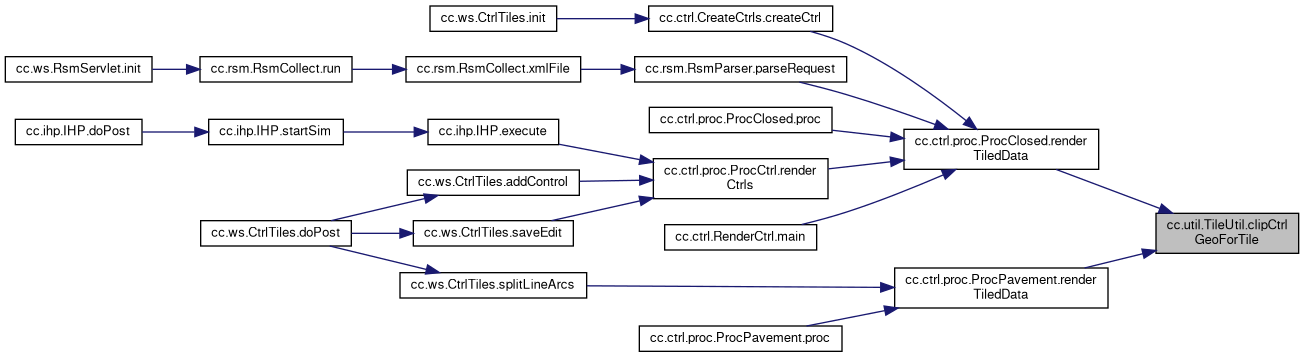 cc.ws.CtrlTiles.init
cc.ctrl.CreateCtrls.createCtrl
cc.ws.RsmServlet.init
cc.rsm.RsmCollect.run
cc.rsm.RsmCollect.xmlFile
cc.rsm.RsmParser.parseRequest
cc.ctrl.proc.ProcClosed.proc
cc.ihp.IHP.doPost
cc.ihp.IHP.startSim
cc.ihp.IHP.execute
cc.ctrl.proc.ProcClosed.render
TiledData
cc.ctrl.proc.ProcCtrl.render
Ctrls
cc.ws.CtrlTiles.addControl
cc.ws.CtrlTiles.doPost
cc.ws.CtrlTiles.saveEdit
cc.ctrl.RenderCtrl.main
cc.util.TileUtil.clipCtrl
GeoForTile
cc.ws.CtrlTiles.splitLineArcs
cc.ctrl.proc.ProcPavement.render
TiledData
cc.ctrl.proc.ProcPavement.proc